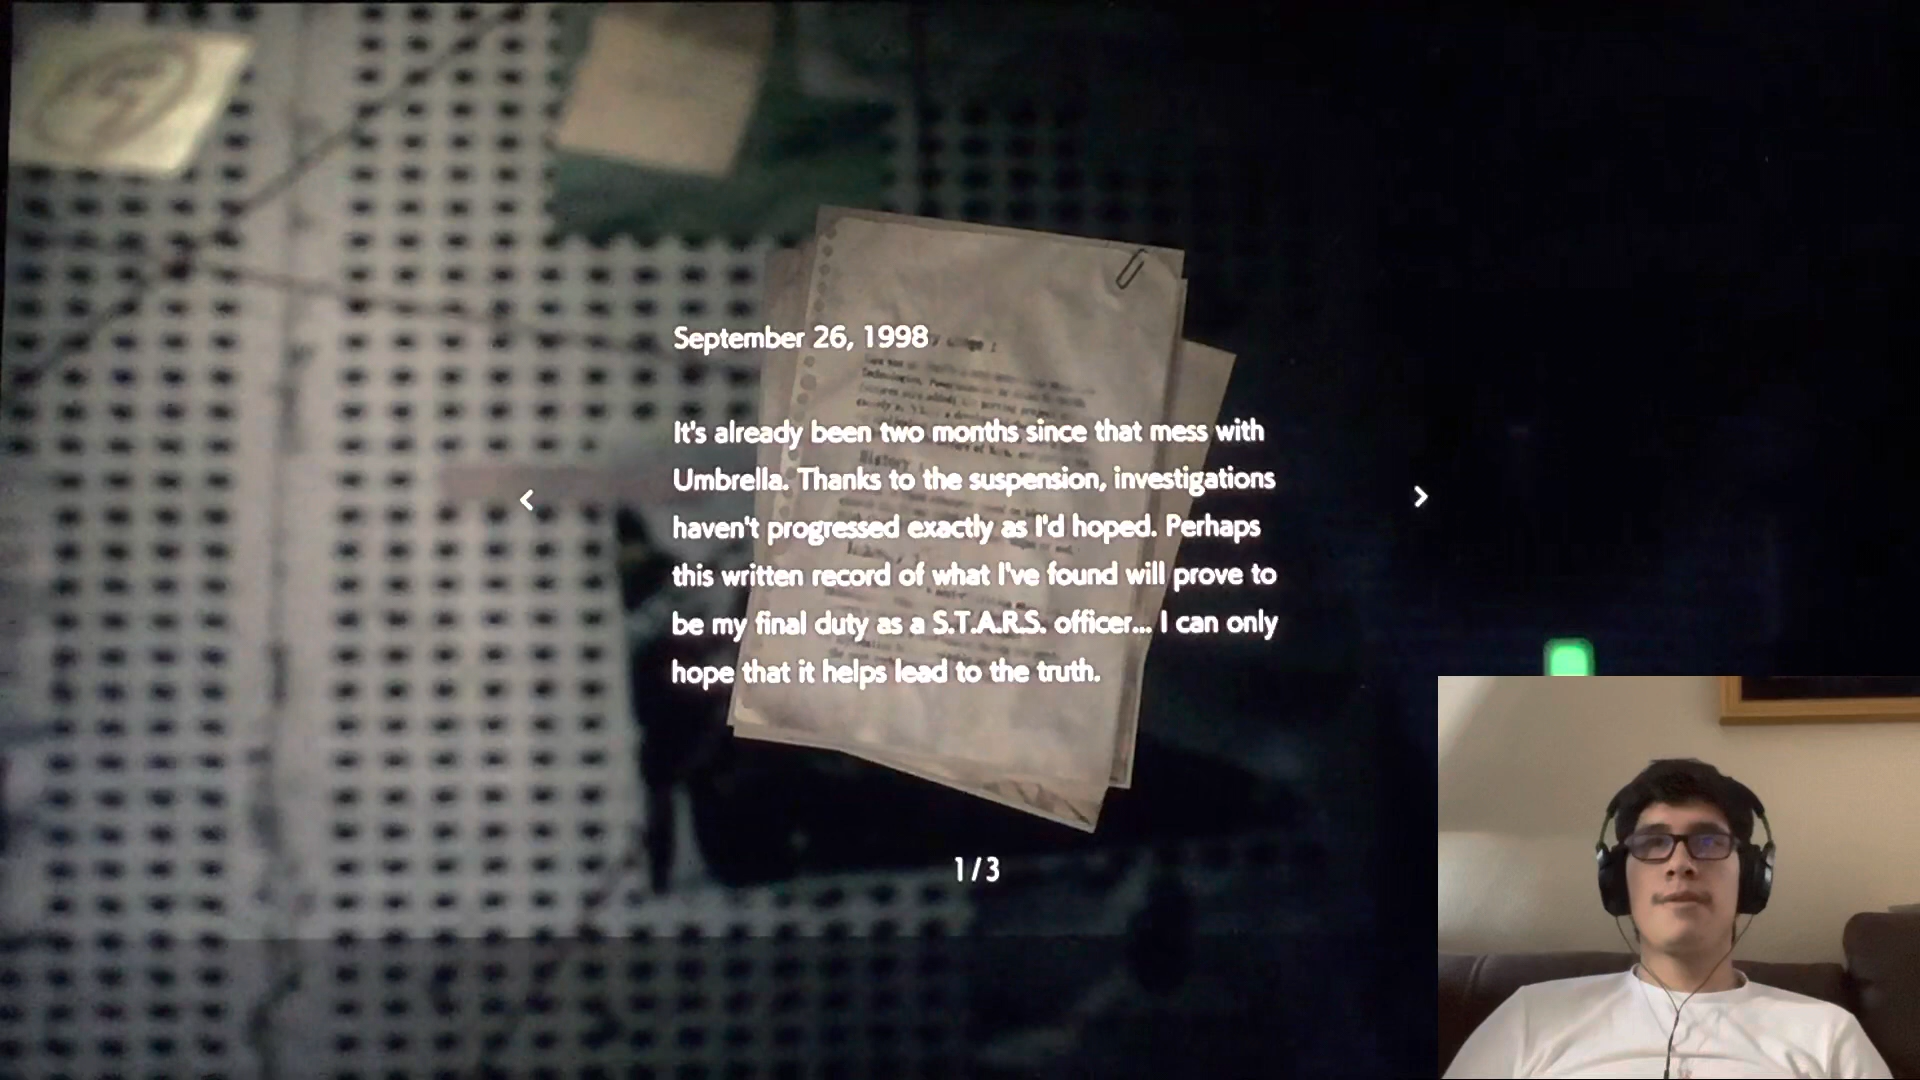 September 26, 1998
It's already been two months since that mess with
Umbrella. Thanks to the suspension, investigations
haven't progressed exactly as I'd hoped. Perhaps
this written record of what I've found will prove to
be my final duty as a S.T.A.R.S. officer... I can only
hope that it helps lead to the truth.
1/3